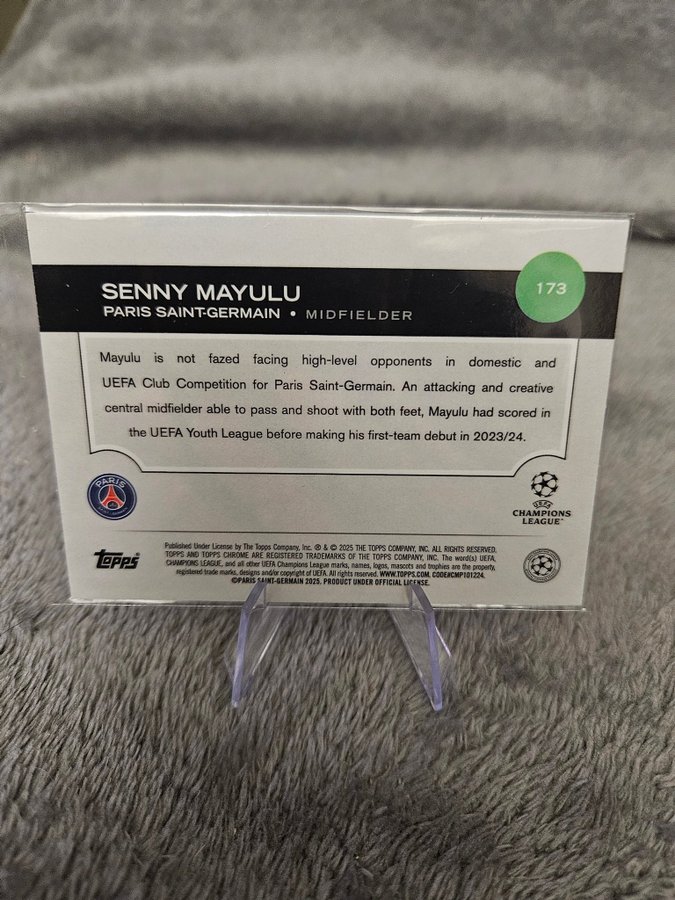 SENNY MAYULU
173
PARIS SAINT-GERMAIN • MIDFIELDER
Mayulu is not fazed facing high-level opponents in domestic and
UEFA Club Competition for Paris Saint-Germain. An attacking and creative
central midfielder able to pass and shoot with both feet, Mayulu had scored in
the UEFA Youth League before making his first-team debut in 2023/24.
PARIS
UEFA
CHAMPIONS
LEAGUE
Published Under License by The Topps Company, Inc. ® & © 2025 THE TOPPS COMPANY, INC. ALL RIGHTS RESERVED.
TOPPS AND TOPPS CHROME ARE REGISTERED TRADEMARKS OF THE TOPPS COMPANY, INC. The word(s) UEFA,
CHAMPIONS LEAGUE, and all other UEFA Champions League marks, names, logos, mascots and trophies are the property,
registered trade marks, designs and/or copyright of UEFA. All rights reserved. WWW.TOPPS.COM. CODE#CMP101224.
©PARIS SAINT-GERMAIN 2025. PRODUCT UNDER OFFICIAL LICENSE.
topps